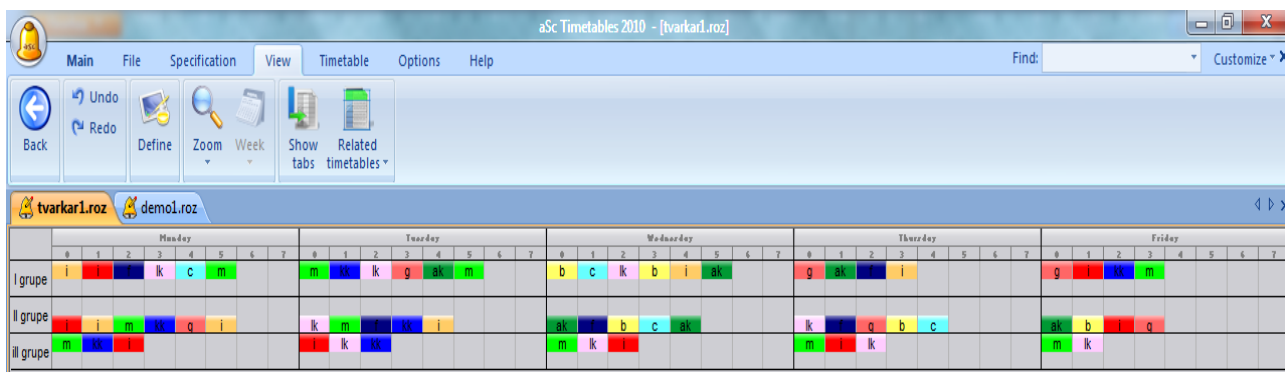 aSc Timetables 2010 - [tvarkar1.roz]
aSc
Main File Specification View Timetable Options Help Find: Customize
Undo
Redo
Back Define Zoom Week Show tabs Related timetables
tvarkar1.roz demo1.roz
Monday Tuesday Wednesday Thursday Friday
0 1 2 3 4 5 6 7 0 1 2 3 4 5 6 7 0 1 2 3 4 5 6 7 0 1 2 3 4 5 6 7 0 1 2 3 4 5 6 7
I grupe i i f lk c m m kk lk g ak m b c lk b i ak g ak f i g i kk m
II grupe i i m kk g i lk m f kk i ak f b c ak lk f g b c ak b i g
iII grupe m kk i i lk kk m lk i m i lk m lk